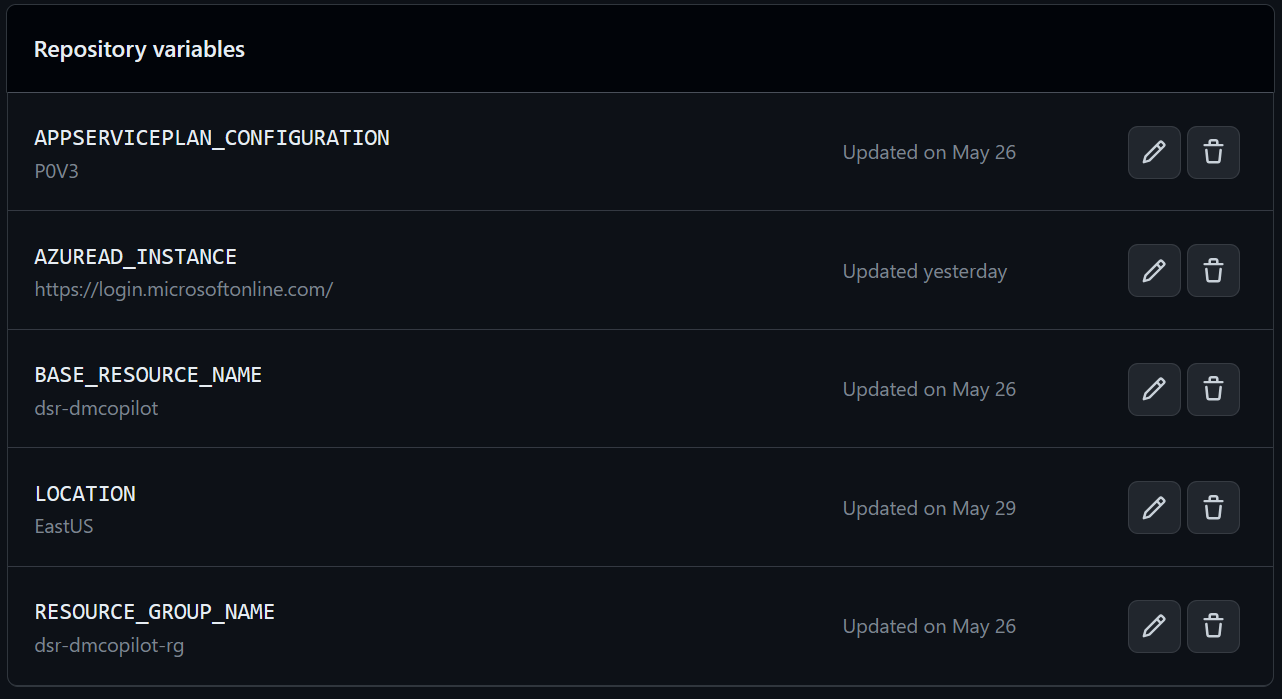 Repository variables
APPSERVICEPLAN_CONFIGURATION
P0V3
Updated on May 26
AZUREAD_INSTANCE
https://login.microsoftonline.com/
Updated yesterday
BASE_RESOURCE_NAME
dsr-dmcopilot
Updated on May 26
LOCATION
EastUS
Updated on May 29
RESOURCE_GROUP_NAME
dsr-dmcopilot-rg
Updated on May 26